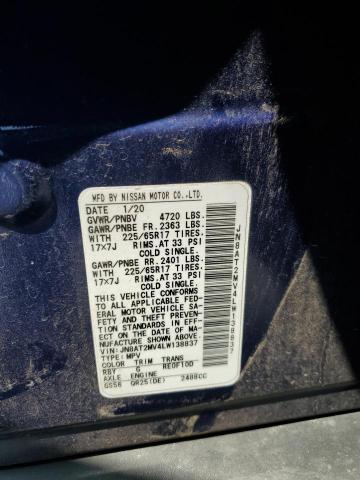 MFD BY NISSAN MOTOR CO.,LTD.
DATE 1/20
GVWR/PNBV 4720 LBS.
GAWR/PNBE FR. 2363 LBS.
WITH 225/65R17 TIRES
17X7J RIMS. AT 33 PSI
COLD SINGLE.
GAWR/PNBE RR. 2401 LBS.
WITH 225/65R17 TIRES
17X7J RIMS. AT 33 PSI
COLD SINGLE.
THIS VEHICLE CONFORMS
TO ALL APPLICABLE FED-
ERAL MOTOR VEHICLE SA-
FETY AND THEFT PREVEN-
TION STANDARDS IN EFF-
ECT ON THE DATE OF MA-
NUFACTURE SHOWN ABOVE.
VIN:JN8AT2MV4LW138837
TYPE: MPV
COLOR TRIM TRANS
RBY G RE0F10D
AXLE ENGINE
GS58 QR25(DE) 2488CC
JN8AT2MV4LW138837